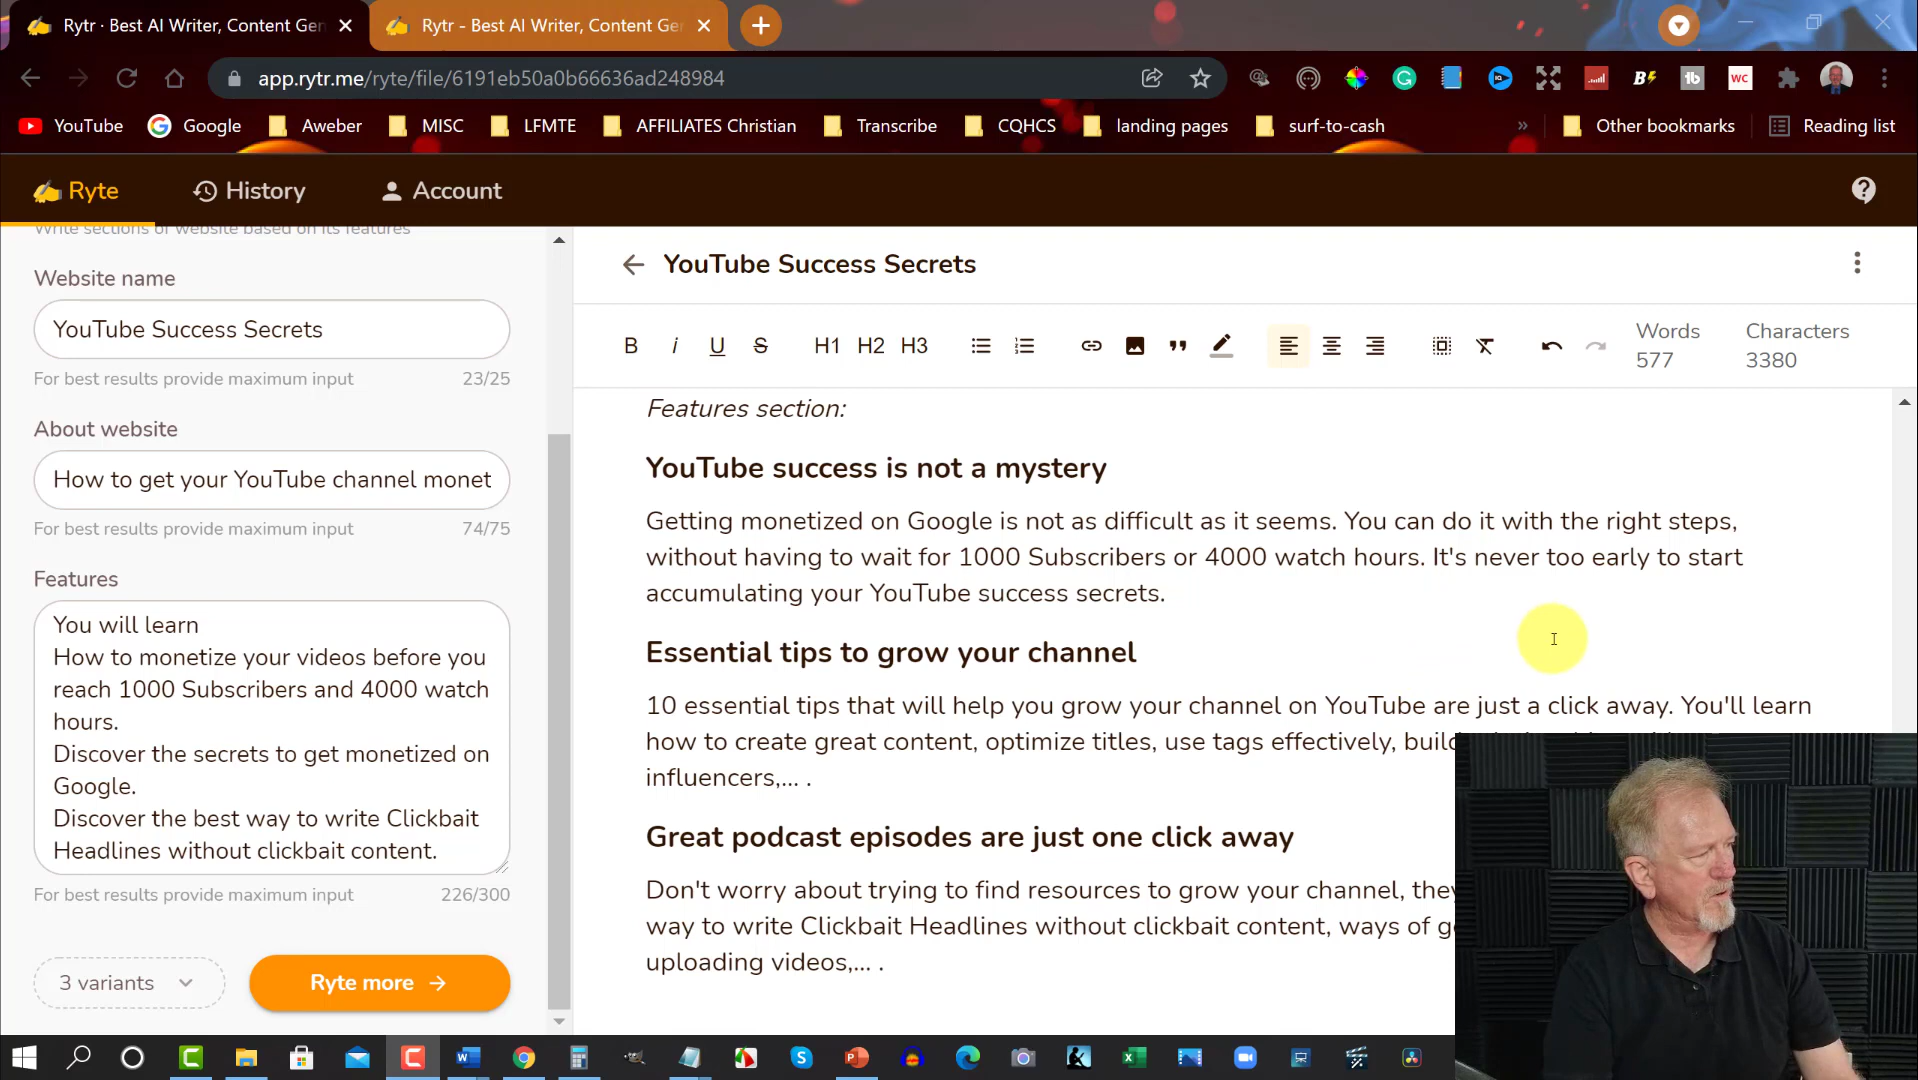 Rytr · Best AI Writer, Content Gen
Rytr - Best AI Writer, Content Ge
app.rytr.me/ryte/file/6191eb50a0b66636ad248984
YouTube
Google
Aweber
MISC
LFMTE
AFFILIATES Christian
Transcribe
CQHCS
landing pages
surf-to-cash
»
Other bookmarks
Reading list
Ryte
History
Account
Write sections of website based on its features
Website name
YouTube Success Secrets
For best results provide maximum input 23/25
About website
How to get your YouTube channel monet
For best results provide maximum input 74/75
Features
You will learn
How to monetize your videos before you
reach 1000 Subscribers and 4000 watch
hours.
Discover the secrets to get monetized on
Google.
Discover the best way to write Clickbait
Headlines without clickbait content.
For best results provide maximum input 226/300
3 variants
Ryte more →
YouTube Success Secrets
B i U S H1 H2 H3
Words
577
Characters
3380
Features section:
YouTube success is not a mystery
Getting monetized on Google is not as difficult as it seems. You can do it with the right steps,
without having to wait for 1000 Subscribers or 4000 watch hours. It's never too early to start
accumulating your YouTube success secrets.
Essential tips to grow your channel
10 essential tips that will help you grow your channel on YouTube are just a click away. You'll learn
how to create great content, optimize titles, use tags effectively, build
influencers,... .
Great podcast episodes are just one click away
Don't worry about trying to find resources to grow your channel, they
way to write Clickbait Headlines without clickbait content, ways of
uploading videos,... .